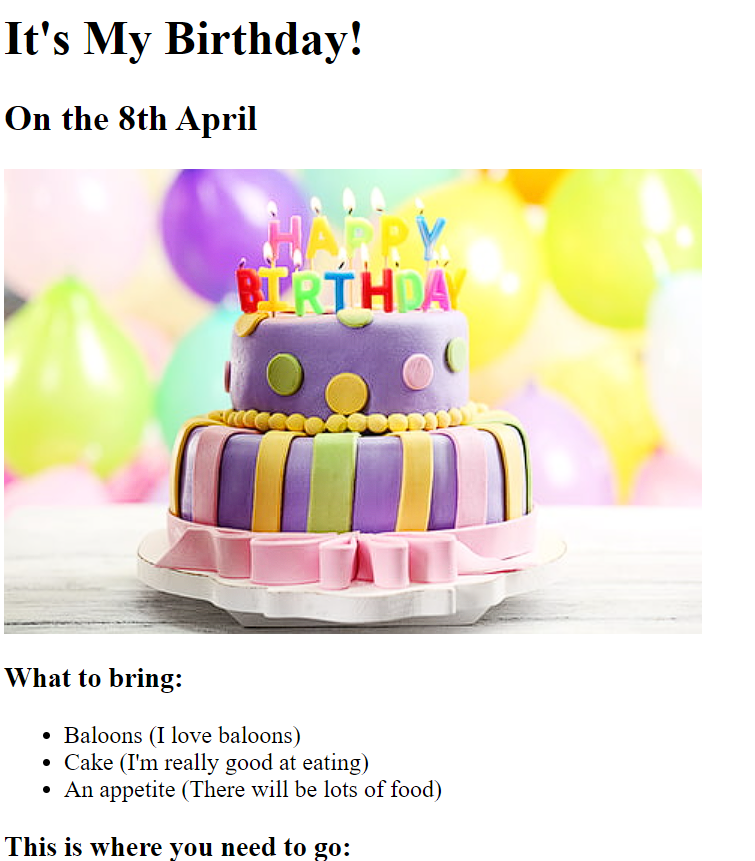 It's My Birthday!
On the 8th April
HAPPY
BIRTHDAY
What to bring:
Baloons (I love baloons)
Cake (I'm really good at eating)
An appetite (There will be lots of food)
This is where you need to go: